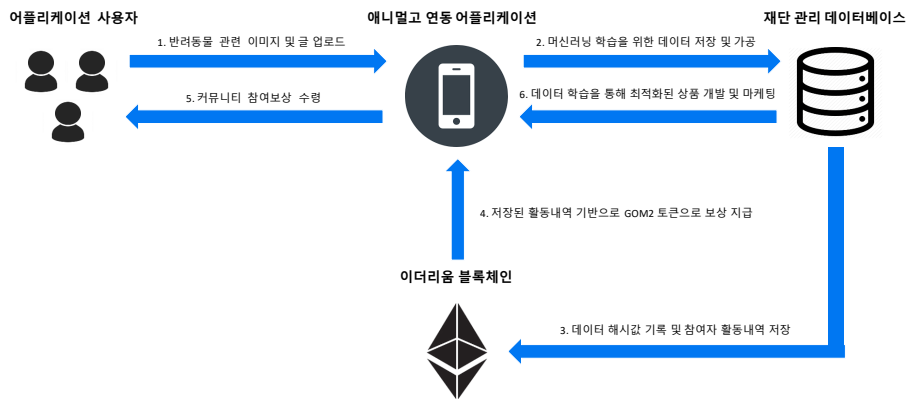 어플리케이션 사용자
애니멀고 연동 어플리케이션
재단 관리 데이터베이스
1. 반려동물 관련 이미지 및 글 업로드
2. 머신러닝 학습을 위한 데이터 저장 및 가공
5. 커뮤니티 참여보상 수령
6. 데이터 학습을 통해 최적화된 상품 개발 및 마케팅
4. 저장된 활동내역 기반으로 GOM2 토큰으로 보상 지급
이더리움 블록체인
3. 데이터 해시값 기록 및 참여자 활동내역 저장